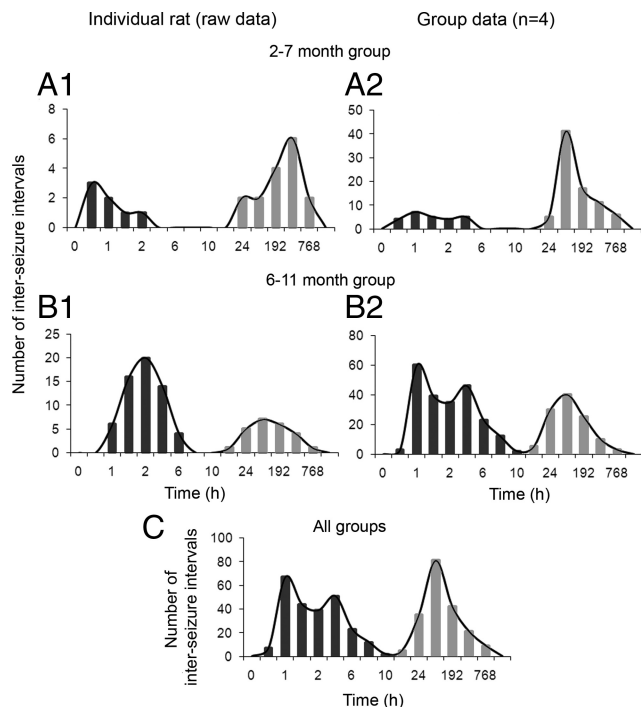 Individual rat (raw data) Group data (n=4)
2-7 month group
A1 A2
Number of inter-seizure intervals
8
6
4
2
0
0 1 2 6 10 24 192 768
50
40
30
20
10
0
0 1 2 6 10 24 192 768
6-11 month group
B1 B2
25
20
15
10
5
0
0 1 2 6 10 24 192 768
Time (h)
80
60
40
20
0
0 1 2 6 10 24 192 768
Time (h)
C All groups
Number of
inter-seizure intervals
100
80
60
40
20
0
0 1 2 6 10 24 192 768
Time (h)